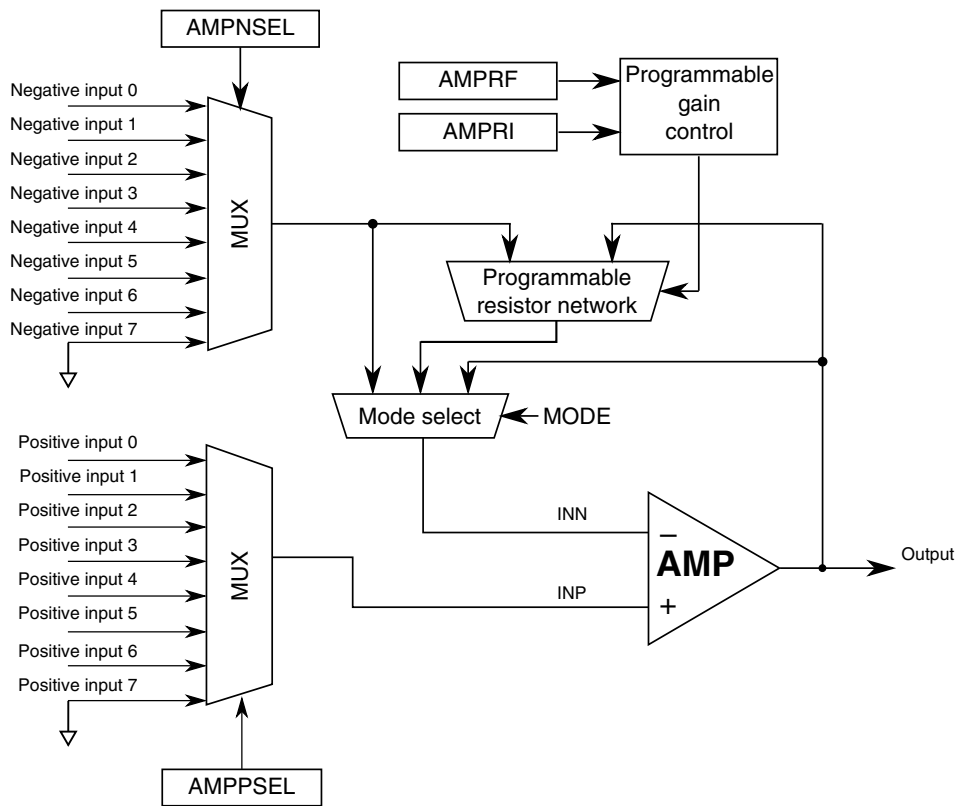 AMPNSEL
Negative input 0
Negative input 1
Negative input 2
Negative input 3
Negative input 4
Negative input 5
Negative input 6
Negative input 7
MUX
AMPRF
AMPRI
Programmable
gain
control
Programmable
resistor network
Mode select
MODE
Positive input 0
Positive input 1
Positive input 2
Positive input 3
Positive input 4
Positive input 5
Positive input 6
Positive input 7
MUX
INN
INP
−
AMP
+
Output
AMPPSEL